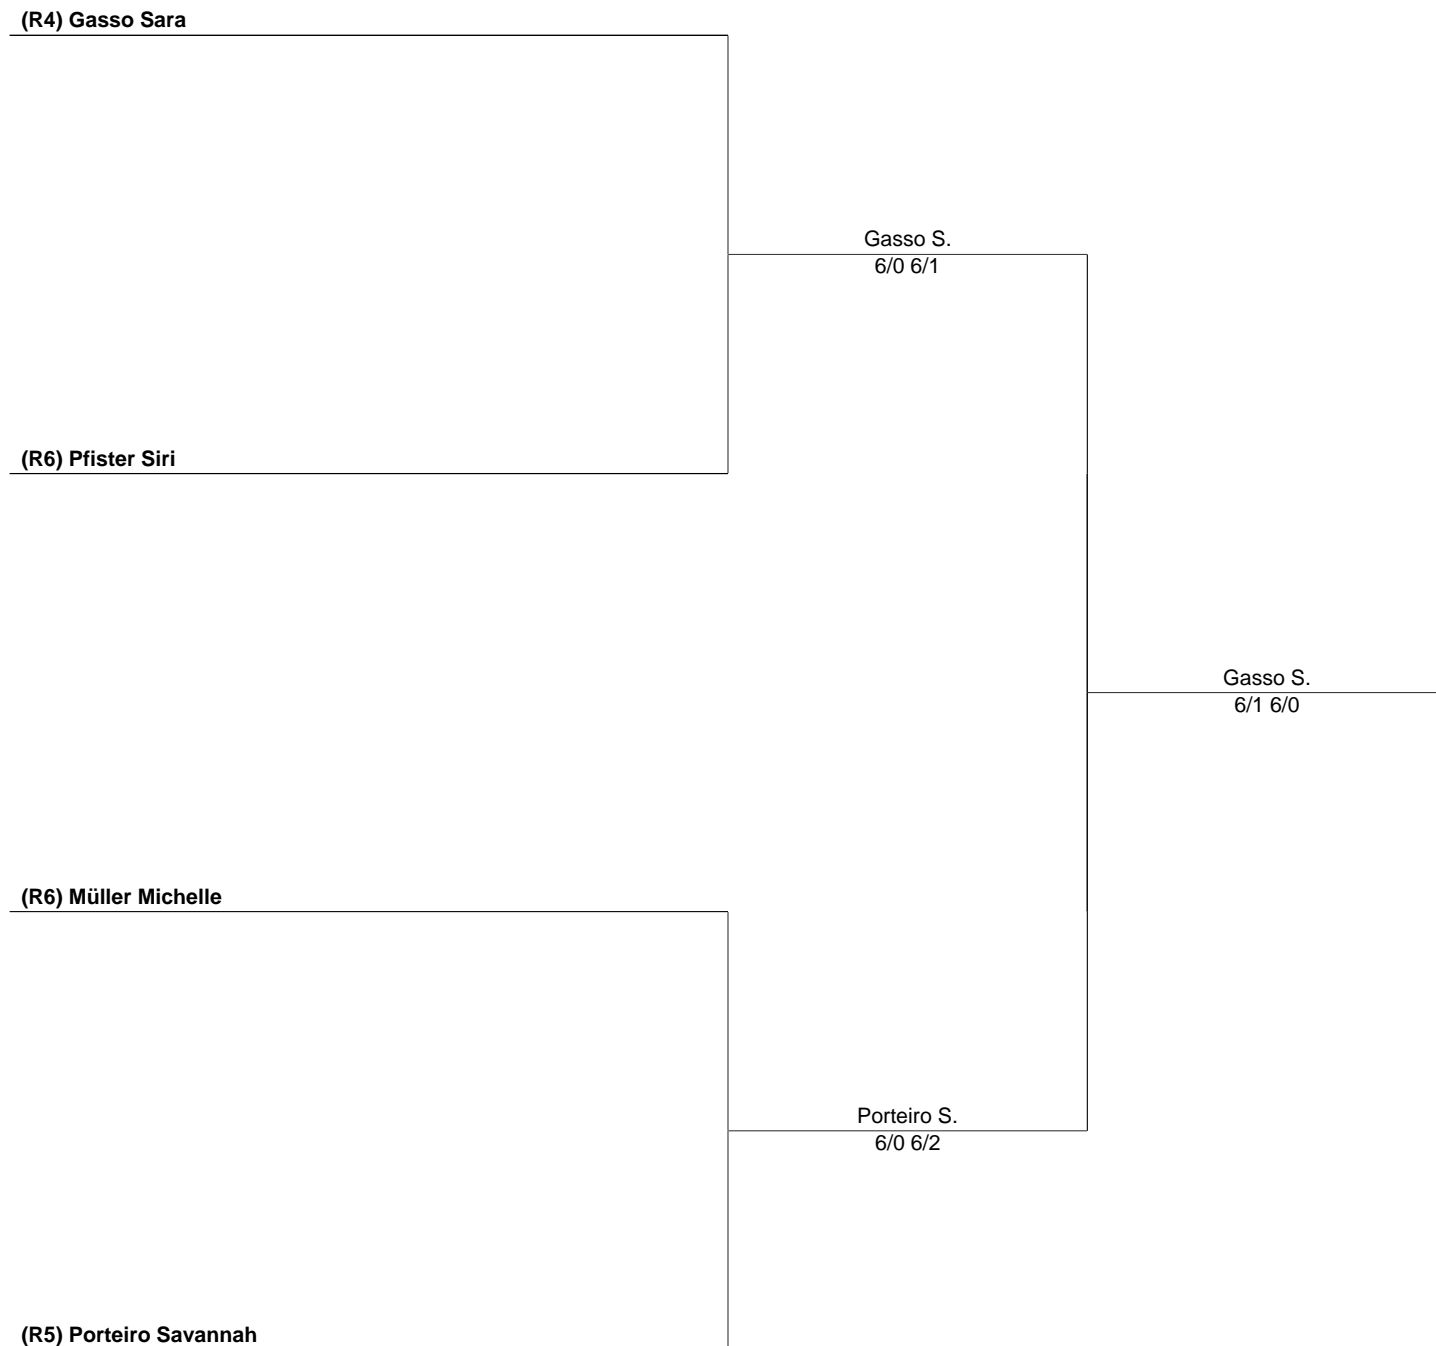 (R4) Gasso Sara
Gasso S.
6/0 6/1
(R6) Pfister Siri
Gasso S.
6/1 6/0
(R6) Müller Michelle
Porteiro S.
6/0 6/2
(R5) Porteiro Savannah